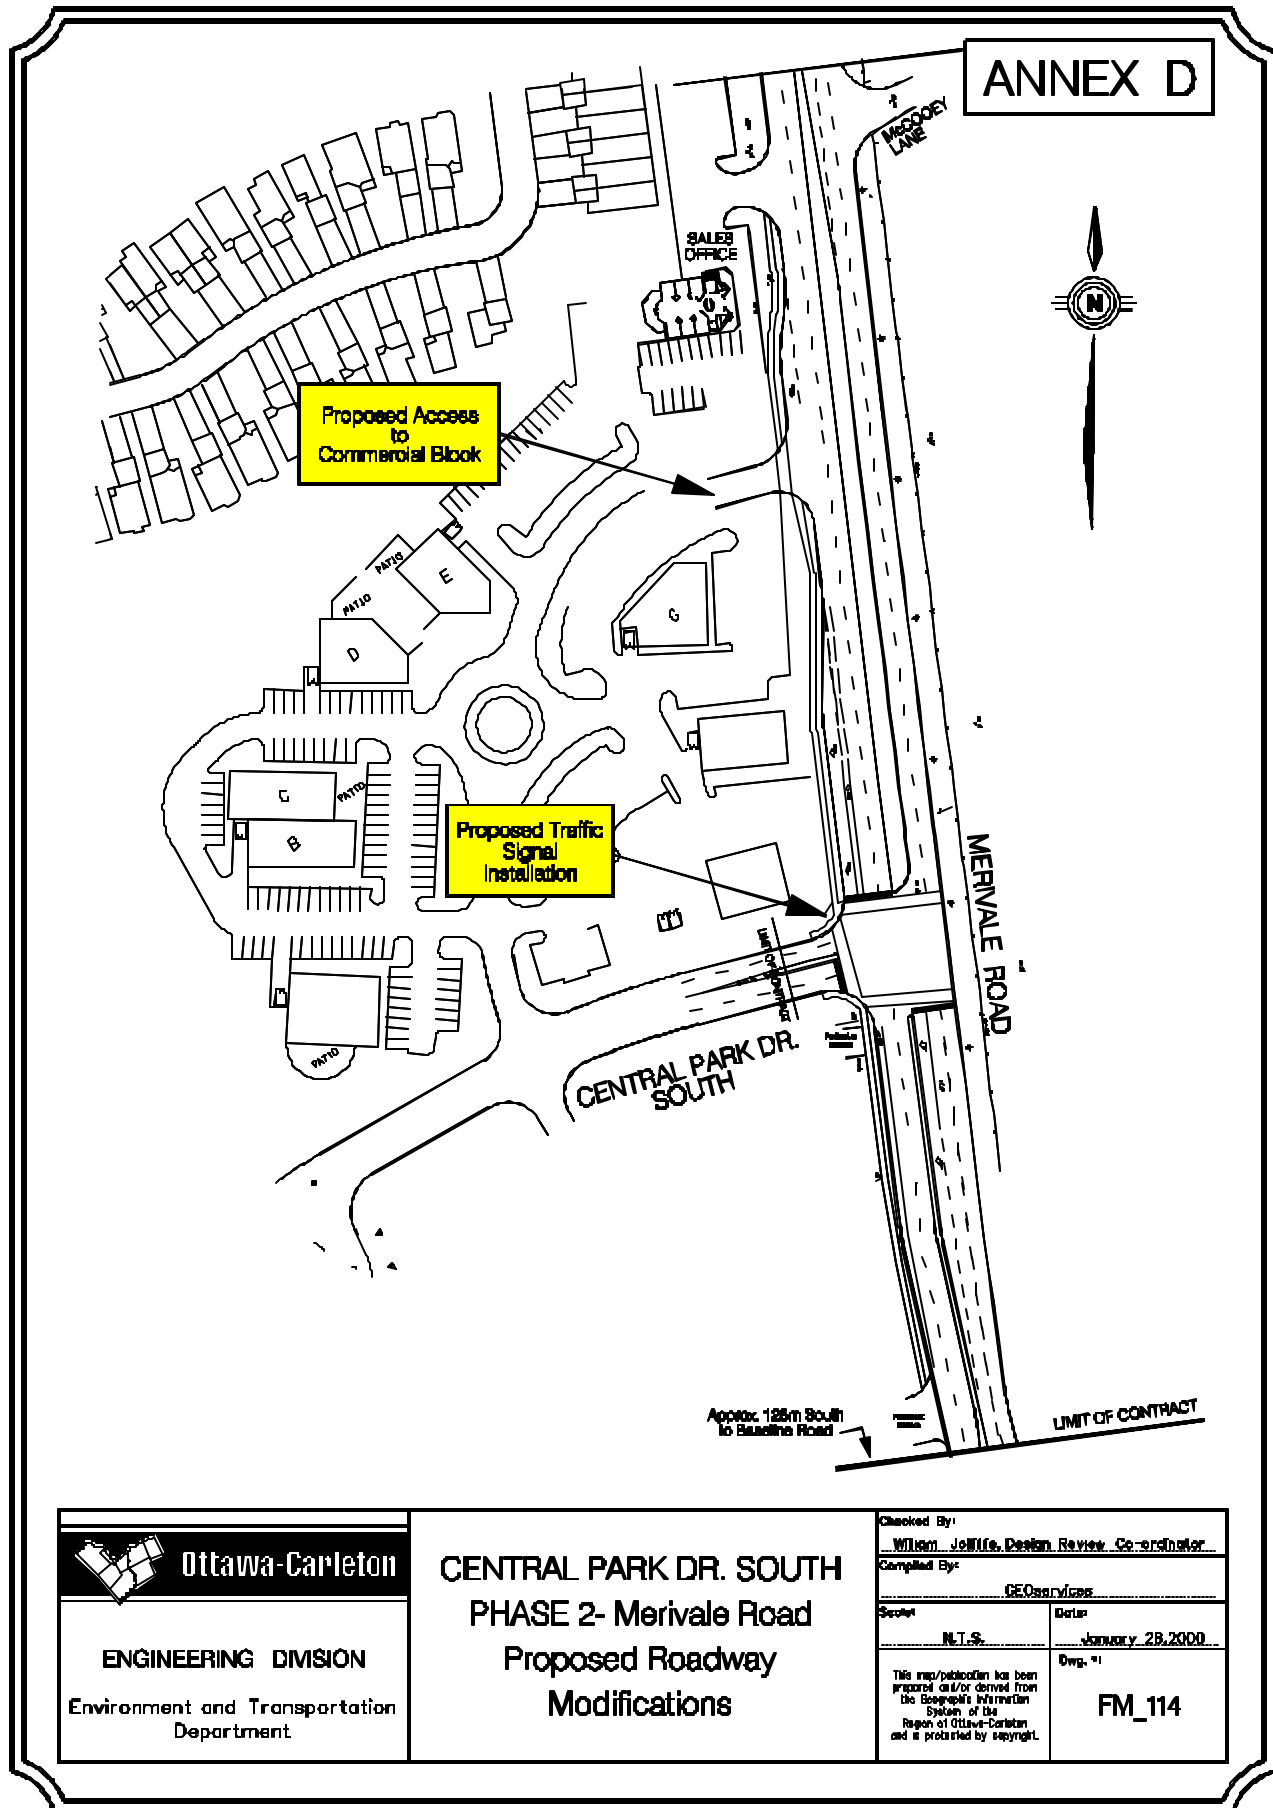 ANNEX D
McCOOEY
LANE
SALES
OFFICE
N
Proposed Access
to
Commercial Block
PATIO
E
PATIO
D
G
C
PATIO
B
Proposed Traffic
Signal
Installation
MERIVALE ROAD
LIMIT OF CONTRACT
PATIO
CENTRAL PARK DR.
SOUTH
Approx. 125m South
to Baseline Road
LIMIT OF CONTRACT
Ottawa-Carleton
ENGINEERING DIVISION
Environment and Transportation
Department
CENTRAL PARK DR. SOUTH
PHASE 2- Merivale Road
Proposed Roadway
Modifications
Checked By:
William Jolliffe, Design Review Co-ordinator
Compiled By:
GEOservices
Scale:
N.T.S.
Date:
January 28,2000
This map/publication has been
prepared and/or derived from
the Geographic Information
System of the
Region of Ottawa-Carleton
and is protected by copyright.
Dwg. #:
FM_114